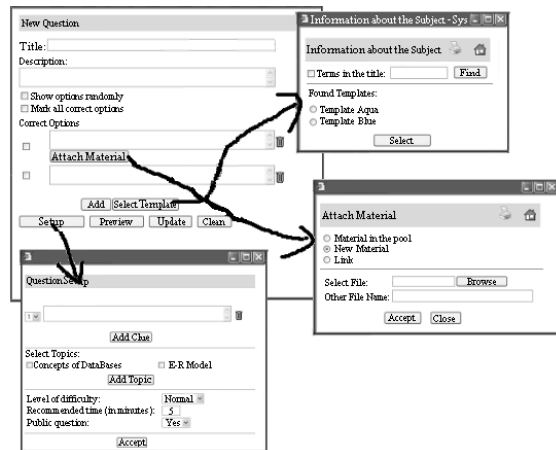 New Question
Title:
Description:
Show options randomly
Mark all correct options
Correct Options
Attach Material
Add Select Template
Setup Preview Update Clean
Information about the Subject - Sys
Information about the Subject
Terms in the title: Find
Found Templates:
Template Aqua
Template Blue
Select
Attach Material
Material in the pool
New Material
Link
Select File: Browse
Other File Name:
Accept Close
Question Setup
1
Add Clue
Select Topics:
Concepts of DataBases E-R Model
Add Topic
Level of difficulty: Normal
Recommended time (in minutes): 5
Public question: Yes
Accept